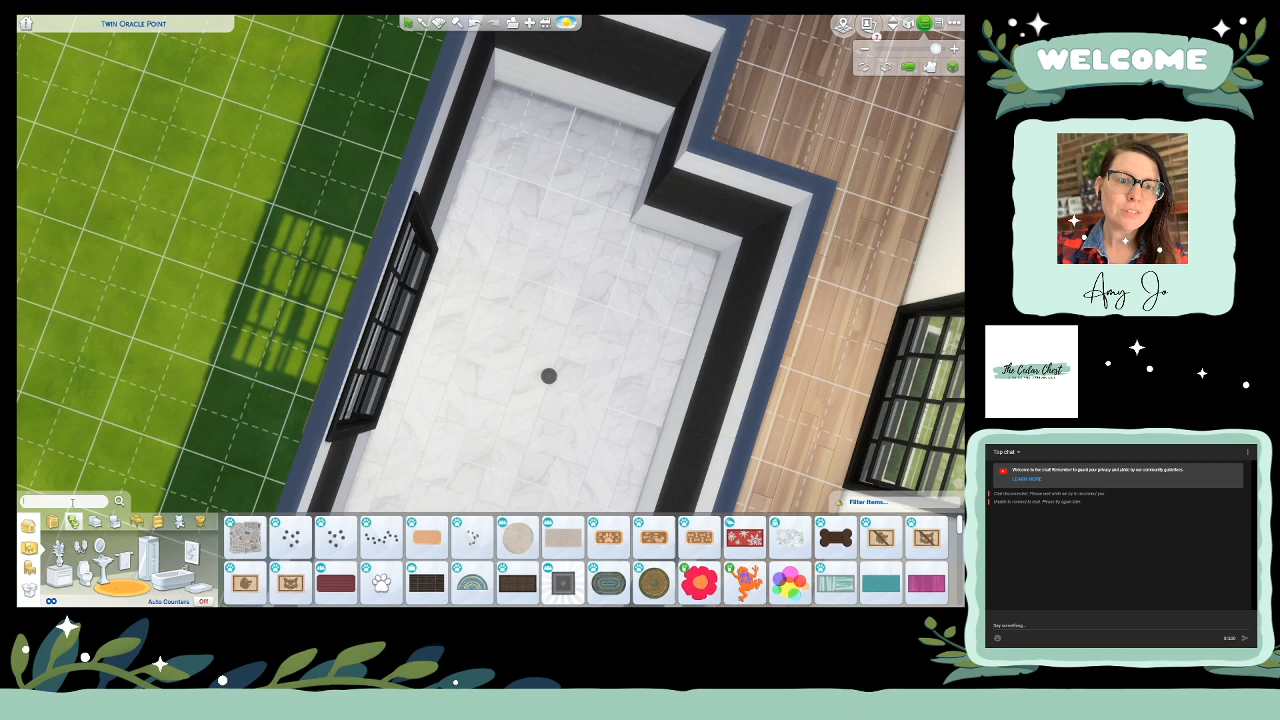 Twin Oracle Point
7
WELCOME
Amy Jo
The Cedar Chest
Top chat
Welcome to the chat! Remember to guard your privacy and abide by our community guidelines.
LEARN MORE
Chat disconnected. Please wait while we try to reconnect you.
Unable to connect to chat. Please try again later.
Say something...
0/200
Filter Items...
Auto Counters
Off